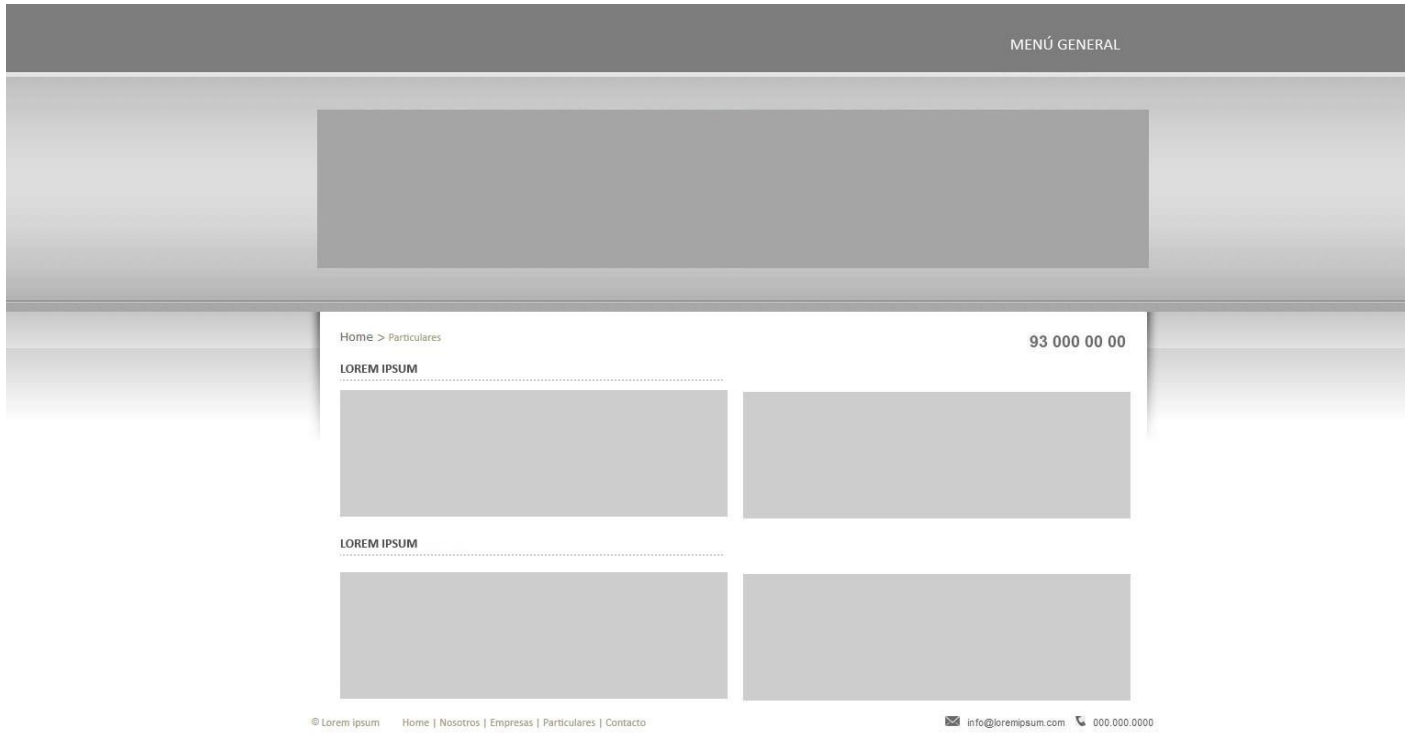 MENÚ GENERAL
Home > Particulares
93 000 00 00
LOREM IPSUM
LOREM IPSUM
© Lorem ipsum Home | Nosotros | Empresas | Particulares | Contacto info@loremipsum.com 000.000.0000